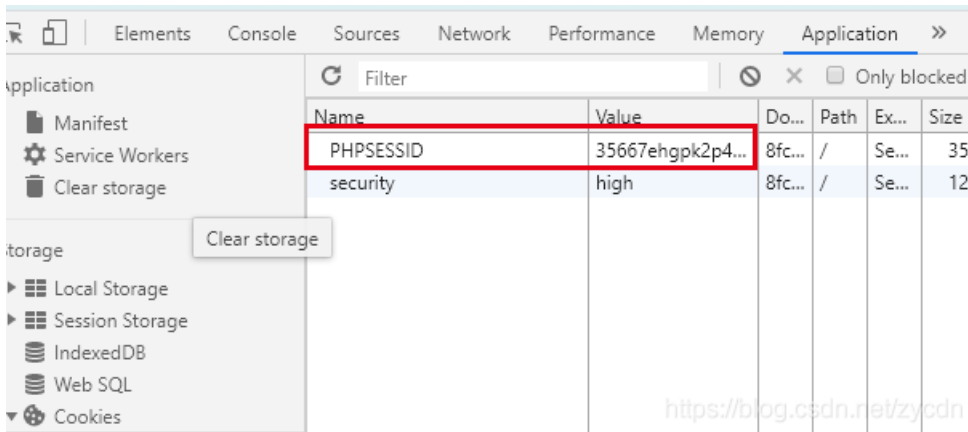 Elements Console Sources Network Performance Memory Application »
Application
Filter
Only blocked
Manifest
Name Value Do... Path Ex... Size
Service Workers
PHPSESSID 35667ehgpk2p4... 8fc... / Se... 35
Clear storage
security high 8fc... / Se... 12
Clear storage
Storage
Local Storage
Session Storage
IndexedDB
Web SQL
Cookies
https://blog.csdn.net/zycdn